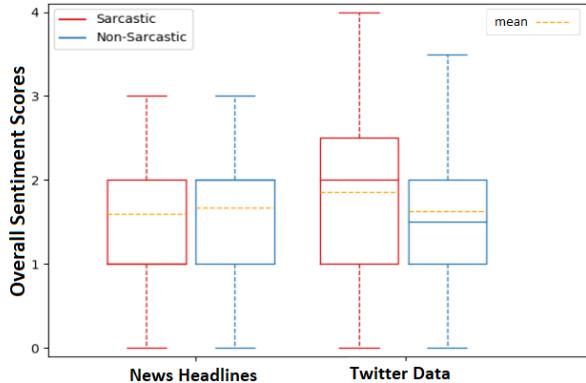 4
3
2
1
0
Overall Sentiment Scores
Sarcastic
Non-Sarcastic
mean
News Headlines
Twitter Data